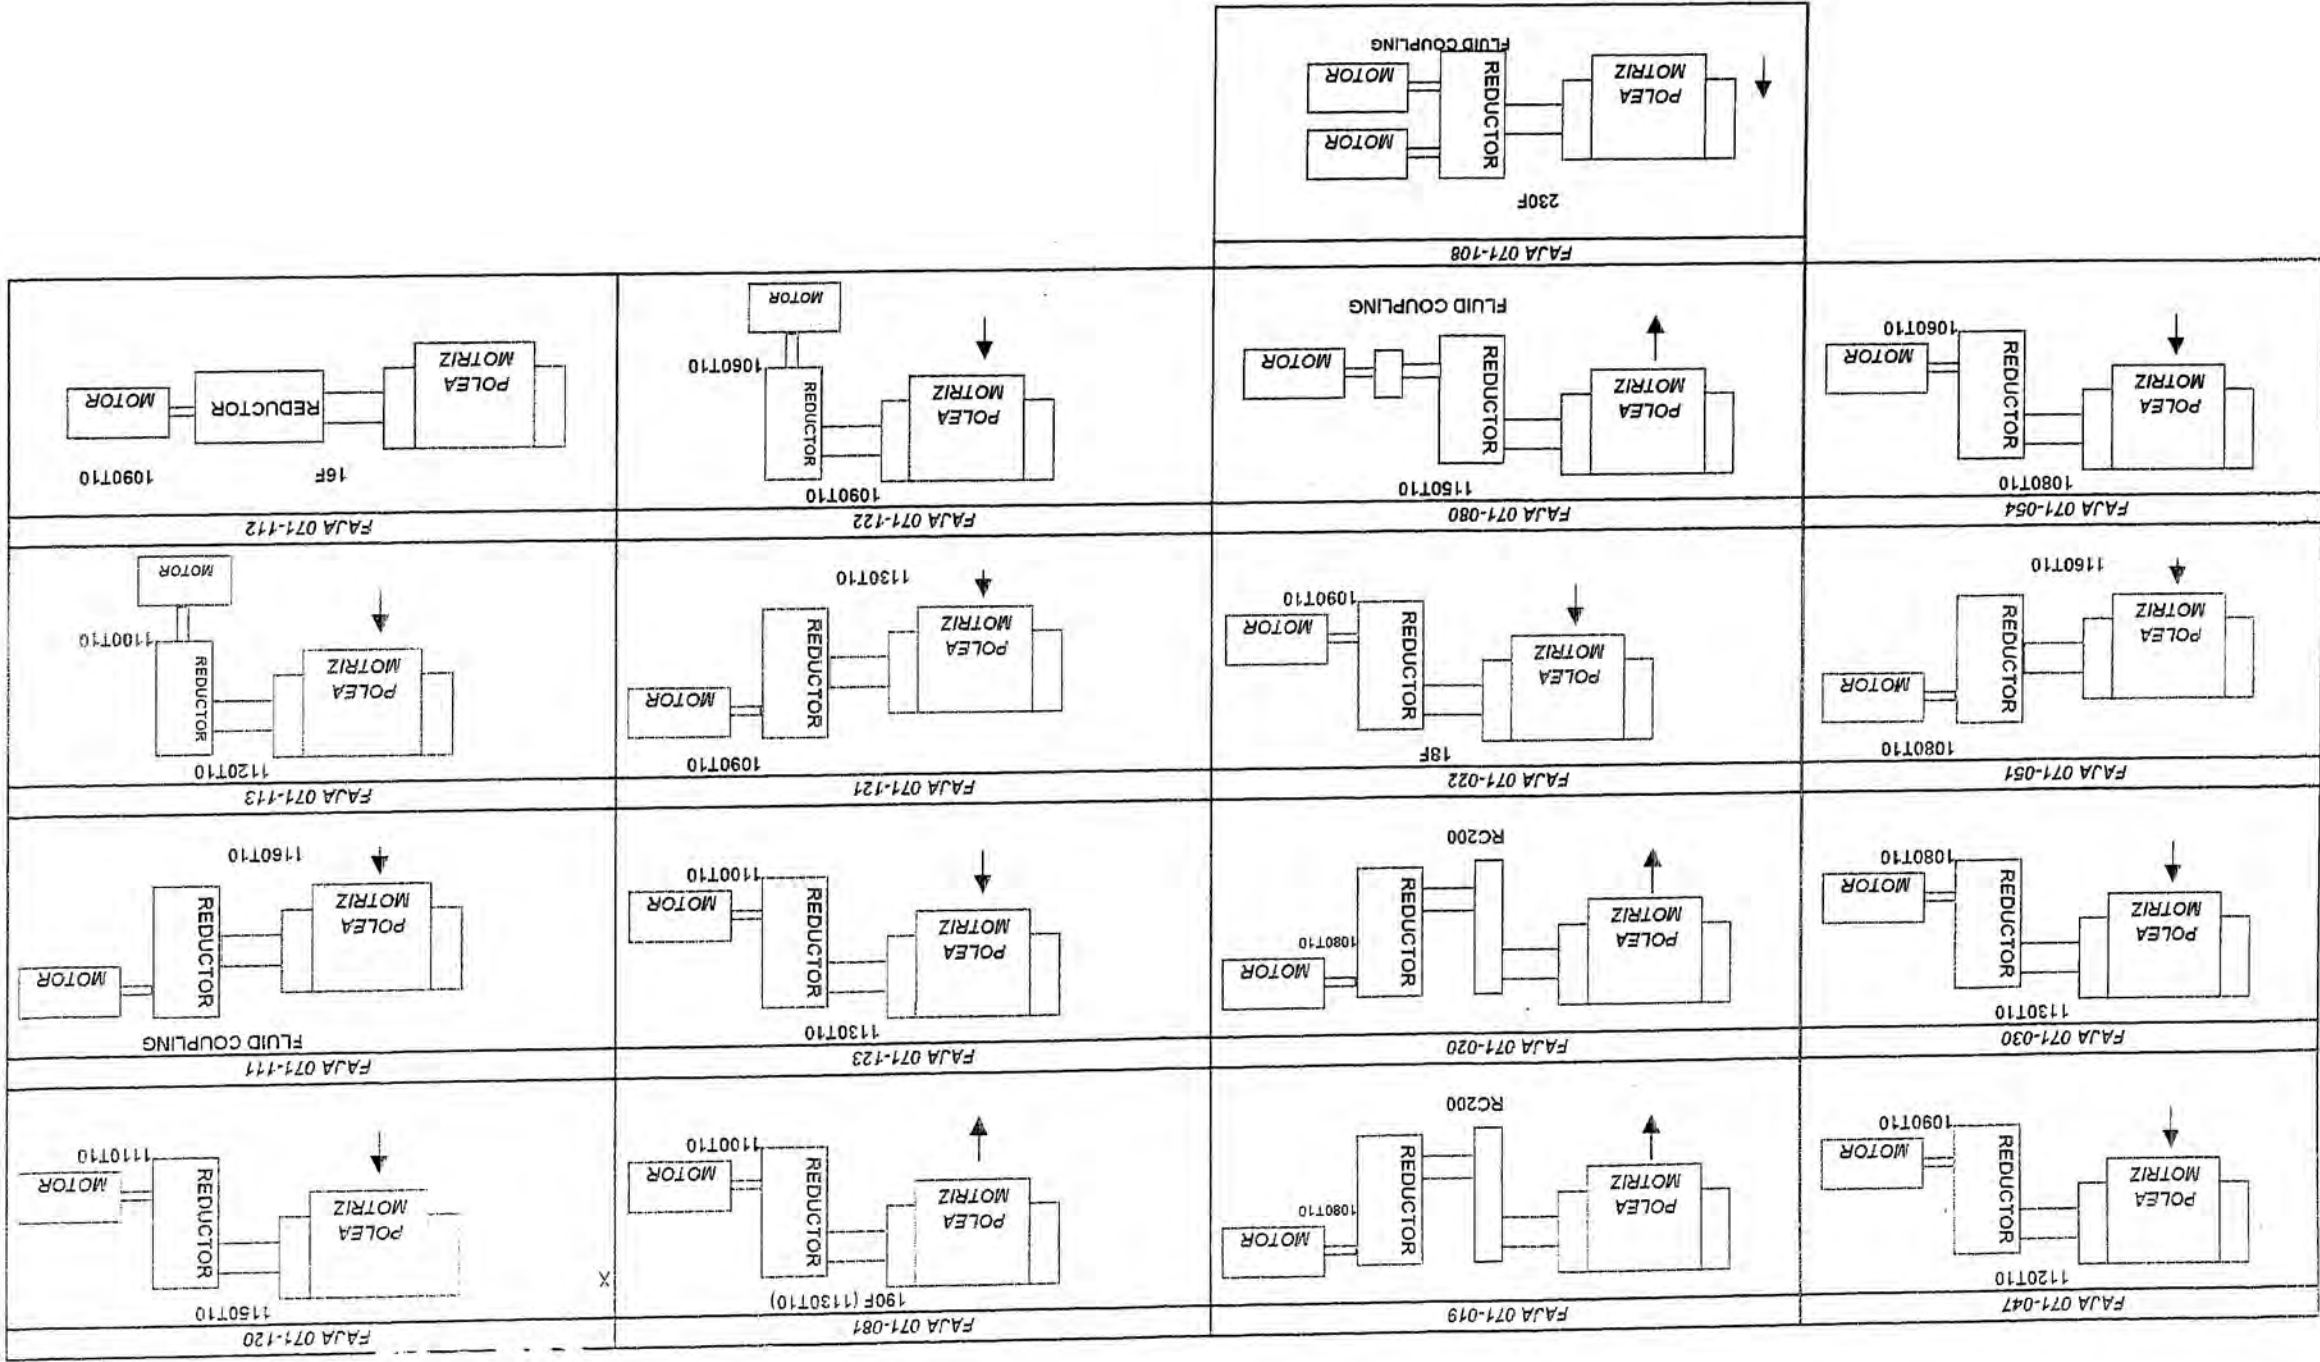 FAJA 071-047
1120T10
POLEA
MOTRIZ
REDUCTOR
MOTOR
1090T10
FAJA 071-019
POLEA
MOTRIZ
REDUCTOR
MOTOR
1080T10
RC200
FAJA 071-081
190F (1130T10)
POLEA
MOTRIZ
REDUCTOR
MOTOR
1100T10
X
FAJA 071-120
1150T10
POLEA
MOTRIZ
REDUCTOR
MOTOR
1110T10
FAJA 071-030
1130T10
POLEA
MOTRIZ
REDUCTOR
MOTOR
1080T10
FAJA 071-020
POLEA
MOTRIZ
REDUCTOR
MOTOR
1080T10
RC200
FAJA 071-123
1130T10
POLEA
MOTRIZ
REDUCTOR
MOTOR
1100T10
FAJA 071-111
FLUID COUPLING
POLEA
MOTRIZ
REDUCTOR
MOTOR
1160T10
FAJA 071-051
1080T10
POLEA
MOTRIZ
REDUCTOR
MOTOR
1160T10
FAJA 071-022
18F
POLEA
MOTRIZ
REDUCTOR
MOTOR
1090T10
FAJA 071-121
1090T10
POLEA
MOTRIZ
REDUCTOR
MOTOR
1130T10
FAJA 071-113
1120T10
POLEA
MOTRIZ
REDUCTOR
1100T10
MOTOR
FAJA 071-054
1080T10
POLEA
MOTRIZ
REDUCTOR
MOTOR
1060T10
FAJA 071-080
1150T10
POLEA
MOTRIZ
REDUCTOR
MOTOR
FLUID COUPLING
FAJA 071-122
1090T10
POLEA
MOTRIZ
REDUCTOR
1060T10
MOTOR
FAJA 071-112
16F
1090T10
POLEA
MOTRIZ
REDUCTOR
MOTOR
FAJA 071-108
230F
POLEA
MOTRIZ
REDUCTOR
MOTOR
MOTOR
FLUID COUPLING